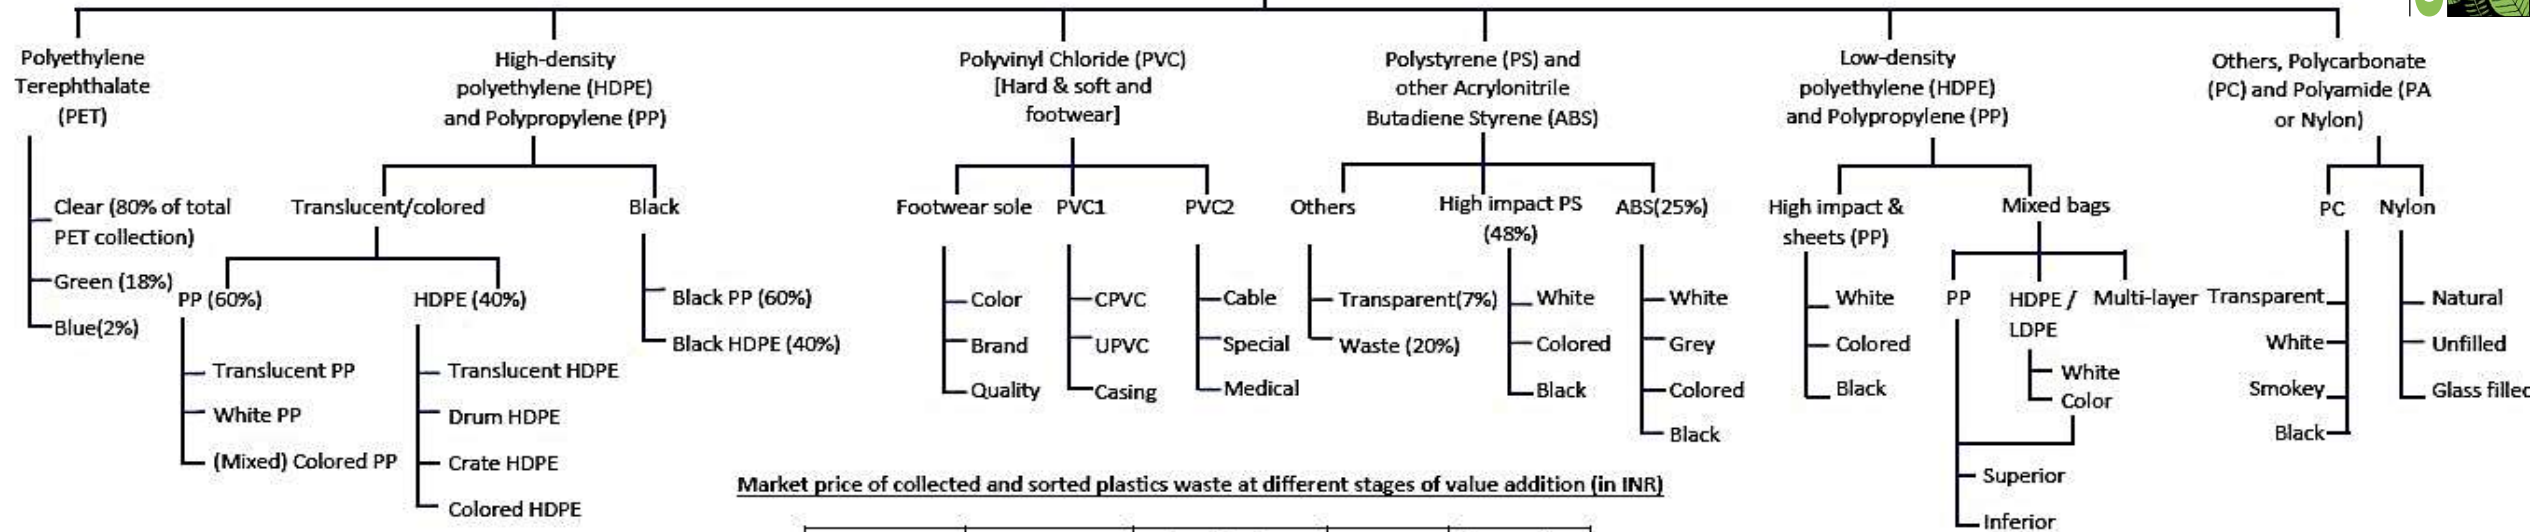 Polyethylene
Terephthalate
(PET)
Clear (80% of total
PET collection)
Green (18%)
Blue(2%)
High-density
polyethylene (HDPE)
and Polypropylene (PP)
Translucent/colored
PP (60%)
Translucent PP
White PP
(Mixed) Colored PP
HDPE (40%)
Translucent HDPE
Drum HDPE
Crate HDPE
Colored HDPE
Black
Black PP (60%)
Black HDPE (40%)
Polyvinyl Chloride (PVC)
[Hard & soft and
footwear]
Footwear sole
Color
Brand
Quality
PVC1
CPVC
UPVC
Casing
PVC2
Cable
Special
Medical
Polystyrene (PS) and
other Acrylonitrile
Butadiene Styrene (ABS)
Others
Transparent(7%)
Waste (20%)
High impact PS
(48%)
White
Colored
Black
ABS(25%)
White
Grey
Colored
Black
Low-density
polyethylene (HDPE)
and Polypropylene (PP)
High impact &
sheets (PP)
White
Colored
Black
Mixed bags
PP
HDPE /
LDPE
White
Color
Multi-layer
Superior
Inferior
Others, Polycarbonate
(PC) and Polyamide (PA
or Nylon)
PC
Transparent
White
Smokey
Black
Nylon
Natural
Unfilled
Glass filled
Market price of collected and sorted plastics waste at different stages of value addition (in INR)